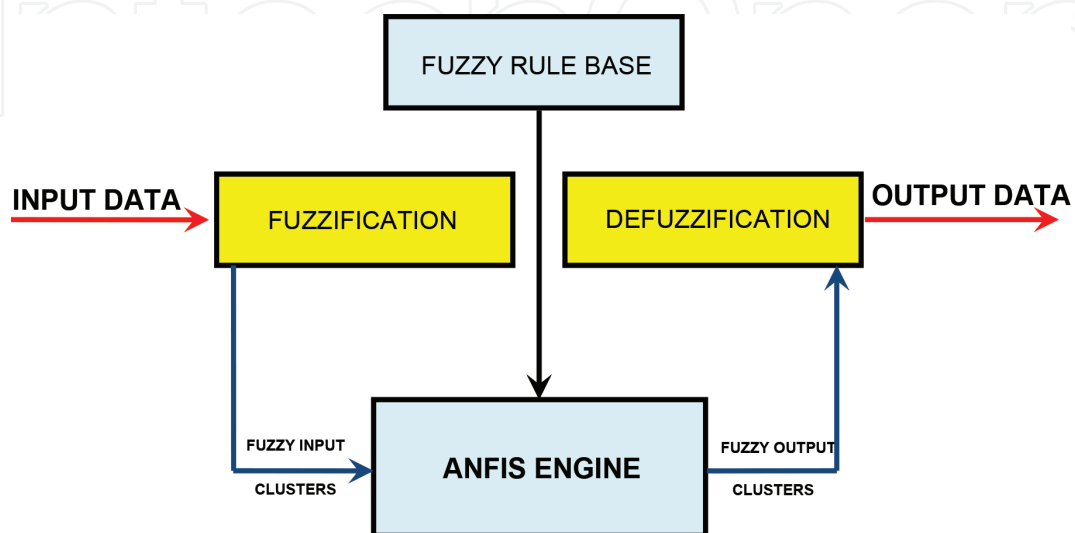 FUZZY RULE BASE
INPUT DATA
FUZZIFICATION
DEFUZZIFICATION
OUTPUT DATA
FUZZY INPUT
CLUSTERS
ANFIS ENGINE
FUZZY OUTPUT
CLUSTERS